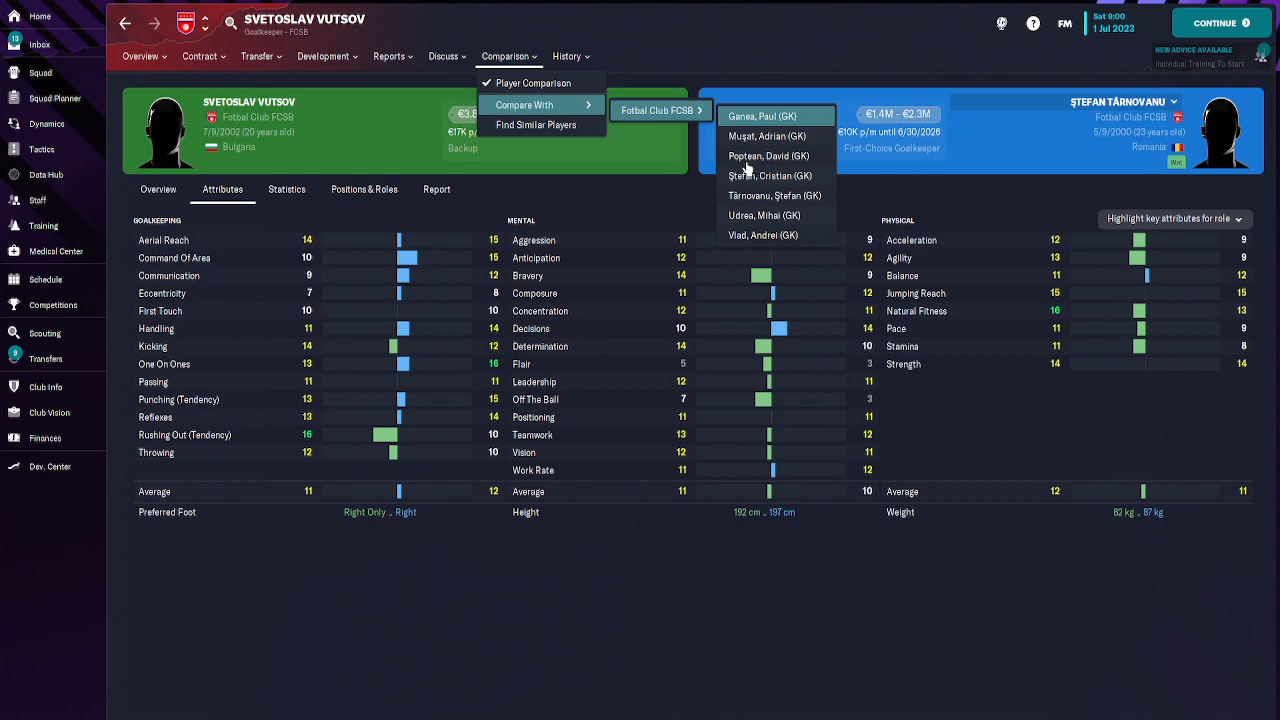 SVETOSLAV VUTSOV
Goalkeeper - FCSB
Sat 9:00
1 Jul 2023
FM
CONTINUE
NEW ADVICE AVAILABLE
Individual Training To Start
Home
13
Inbox
Squad
Squad Planner
Dynamics
Tactics
Data Hub
Staff
Training
Medical Center
Schedule
Competitions
Scouting
9
Transfers
Club Info
Club Vision
Finances
Dev. Center
Overview
Contract
Transfer
Development
Reports
Discuss
Comparison
History
Player Comparison
Compare With
Find Similar Players
Fotbal Club FCSB
Ganea, Paul (GK)
Mușat, Adrian (GK)
Poptean, David (GK)
Ștefan, Cristian (GK)
Târnovanu, Ștefan (GK)
Udrea, Mihai (GK)
Vlad, Andrei (GK)
SVETOSLAV VUTSOV
Fotbal Club FCSB
7/9/2002 (20 years old)
Bulgaria
€3.8
€17K p/
Backup
€1.4M - €2.3M
€10K p/m until 6/30/2026
First-Choice Goalkeeper
ȘTEFAN TÂRNOVANU
Fotbal Club FCSB
5/9/2000 (23 years old)
Romania
Wnt
Overview
Attributes
Statistics
Positions & Roles
Report
Highlight key attributes for role
GOALKEEPING
Aerial Reach 14 15
Command Of Area 10 15
Communication 9 12
Eccentricity 7 8
First Touch 10 10
Handling 11 14
Kicking 14 12
One On Ones 13 16
Passing 11 11
Punching (Tendency) 13 15
Reflexes 13 14
Rushing Out (Tendency) 16 10
Throwing 12 10
Average 11 12
Preferred Foot Right Only .. Right
MENTAL
Aggression 11 9
Anticipation 12 12
Bravery 14 9
Composure 11 12
Concentration 12 11
Decisions 10 14
Determination 14 10
Flair 5 3
Leadership 12 11
Off The Ball 7 3
Positioning 11 11
Teamwork 13 12
Vision 12 11
Work Rate 11 12
Average 11 10
Height 192 cm .. 197 cm
PHYSICAL
Acceleration 12 9
Agility 13 9
Balance 11 12
Jumping Reach 15 15
Natural Fitness 16 13
Pace 11 9
Stamina 11 8
Strength 14 14
Average 12 11
Weight 82 kg .. 87 kg